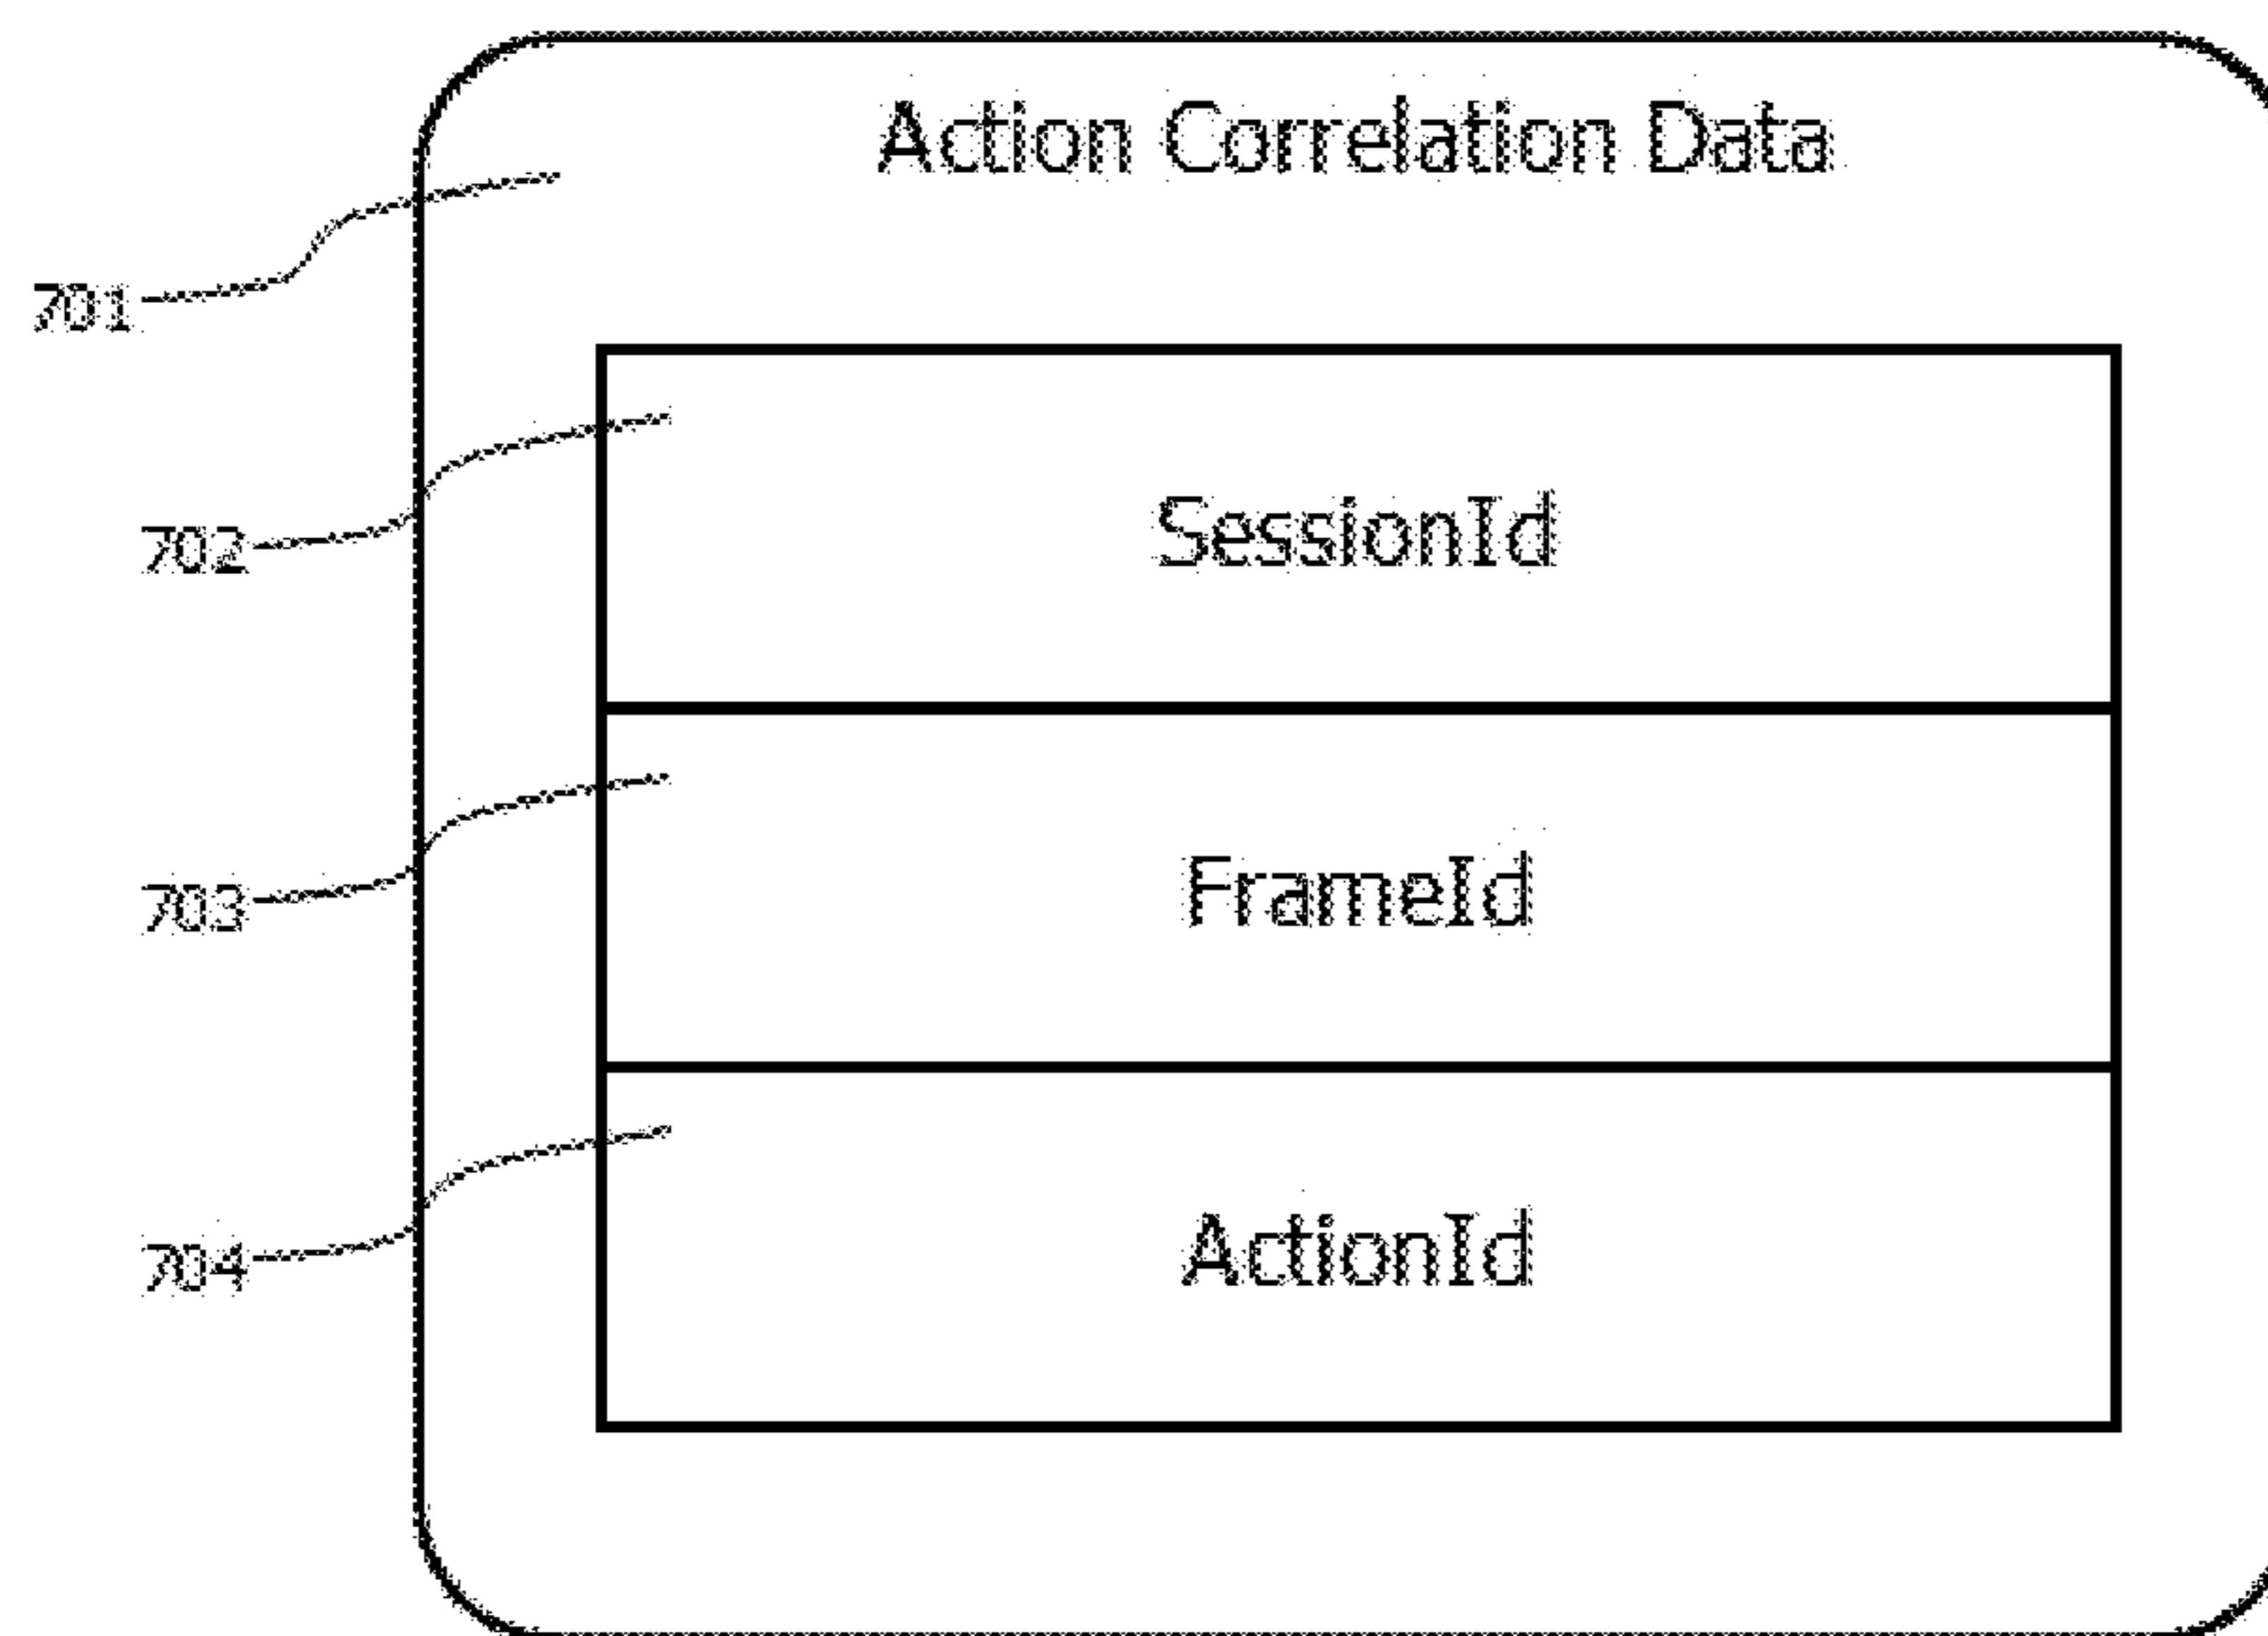 Action Correlation Data
701
702
SessionId
703
FrameId
704
ActionId